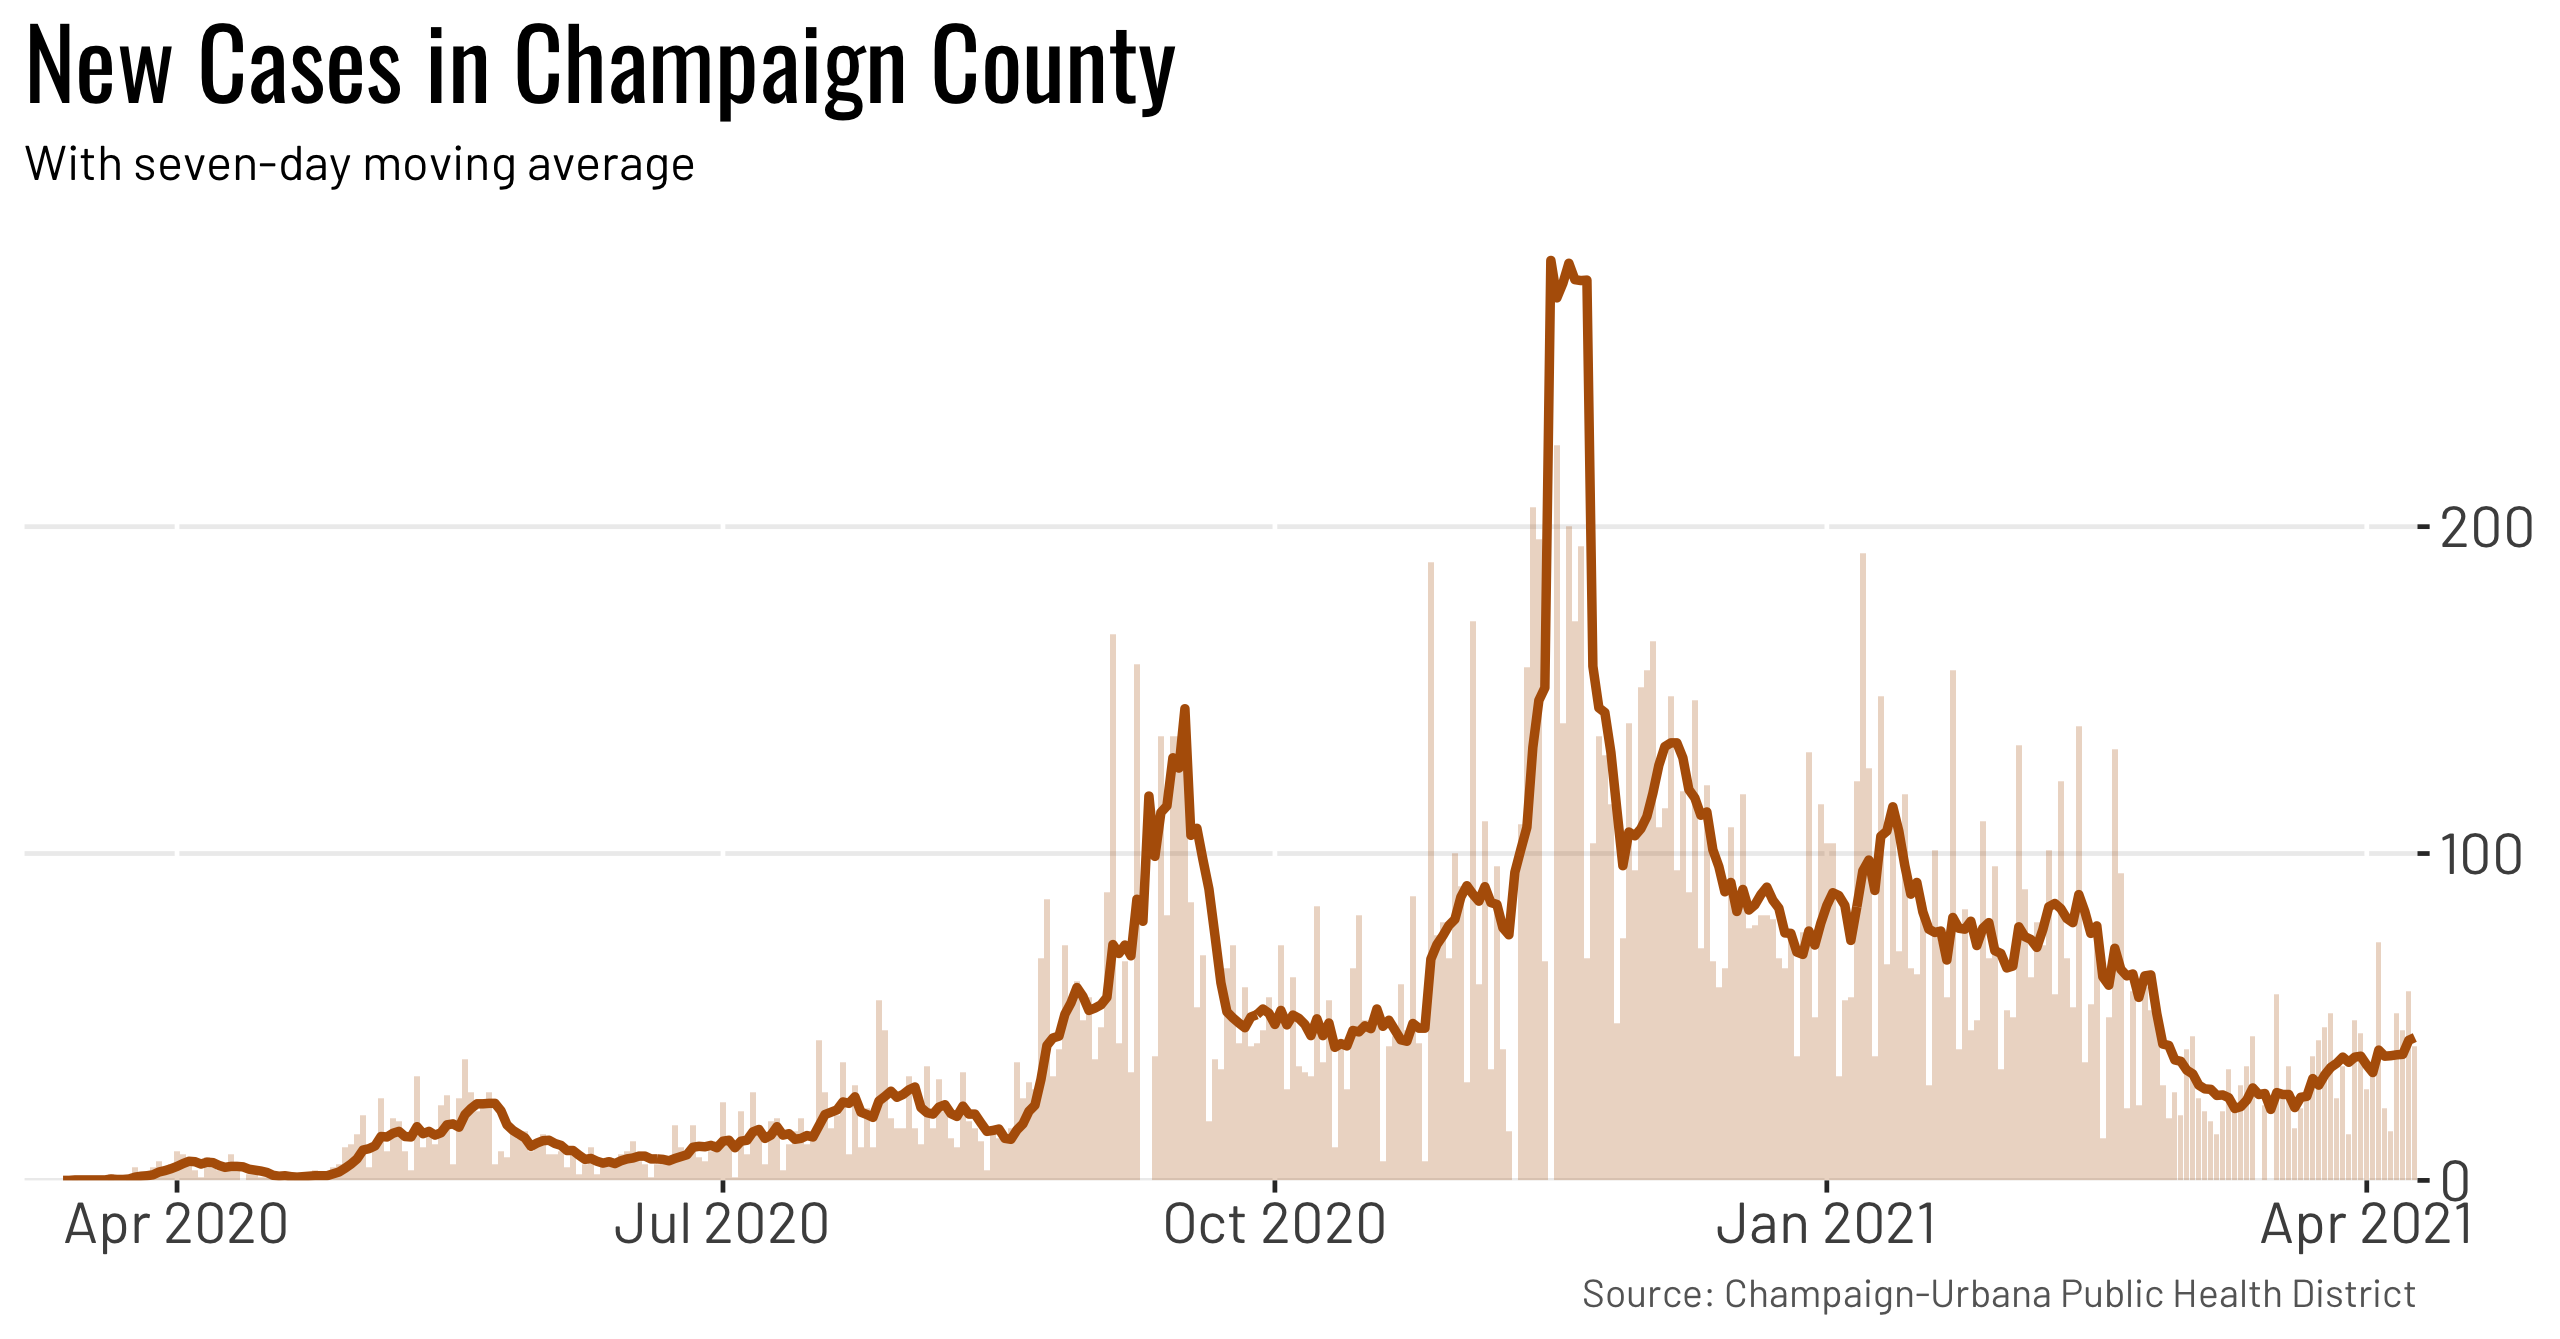 New Cases in Champaign County
With seven-day moving average
200
100
0
Apr 2020 Jul 2020 Oct 2020 Jan 2021 Apr 2021
Source: Champaign-Urbana Public Health District